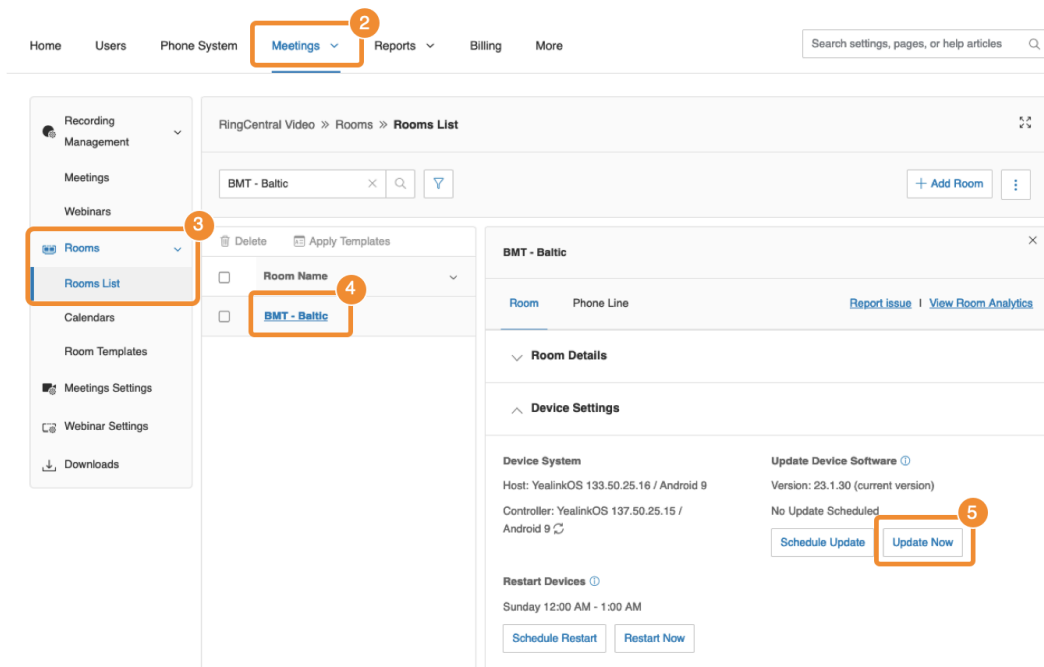 2
Home Users Phone System Meetings Reports Billing More Search settings, pages, or help articles
Recording
Management
Meetings
Webinars
3
Rooms
Rooms List
Calendars
Room Templates
Meetings Settings
Webinar Settings
Downloads
RingCentral Video » Rooms » Rooms List
BMT - Baltic
+ Add Room
Delete Apply Templates
Room Name
4
BMT - Baltic
BMT - Baltic
Room Phone Line Report issue | View Room Analytics
Room Details
Device Settings
Device System
Host: YealinkOS 133.50.25.16 / Android 9
Controller: YealinkOS 137.50.25.15 /
Android 9
Update Device Software
Version: 23.1.30 (current version)
No Update Scheduled
5
Schedule Update Update Now
Restart Devices
Sunday 12:00 AM - 1:00 AM
Schedule Restart Restart Now